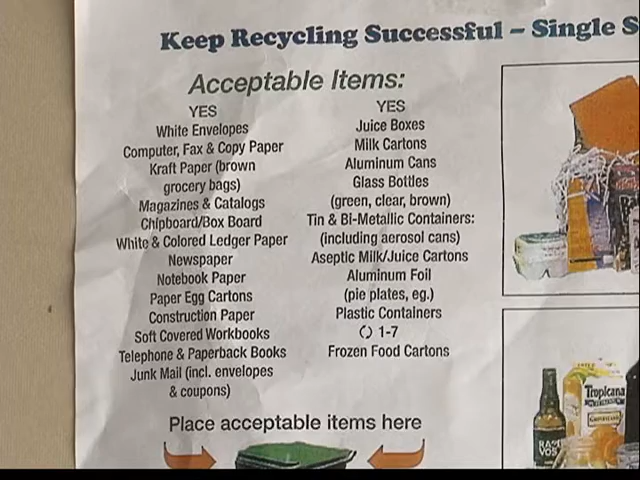 Keep Recycling Successful – Single S
Acceptable Items:
YES
White Envelopes
Computer, Fax & Copy Paper
Kraft Paper (brown
grocery bags)
Magazines & Catalogs
Chipboard/Box Board
White & Colored Ledger Paper
Newspaper
Notebook Paper
Paper Egg Cartons
Construction Paper
Soft Covered Workbooks
Telephone & Paperback Books
Junk Mail (incl. envelopes
& coupons)
YES
Juice Boxes
Milk Cartons
Aluminum Cans
Glass Bottles
(green, clear, brown)
Tin & BI-Metallic Containers:
(including aerosol cans)
Aseptic Milk/Juice Cartons
Aluminum Foil
(pie plates, eg.)
Plastic Containers
1-7
Frozen Food Cartons
Place acceptable items here
Tropicana